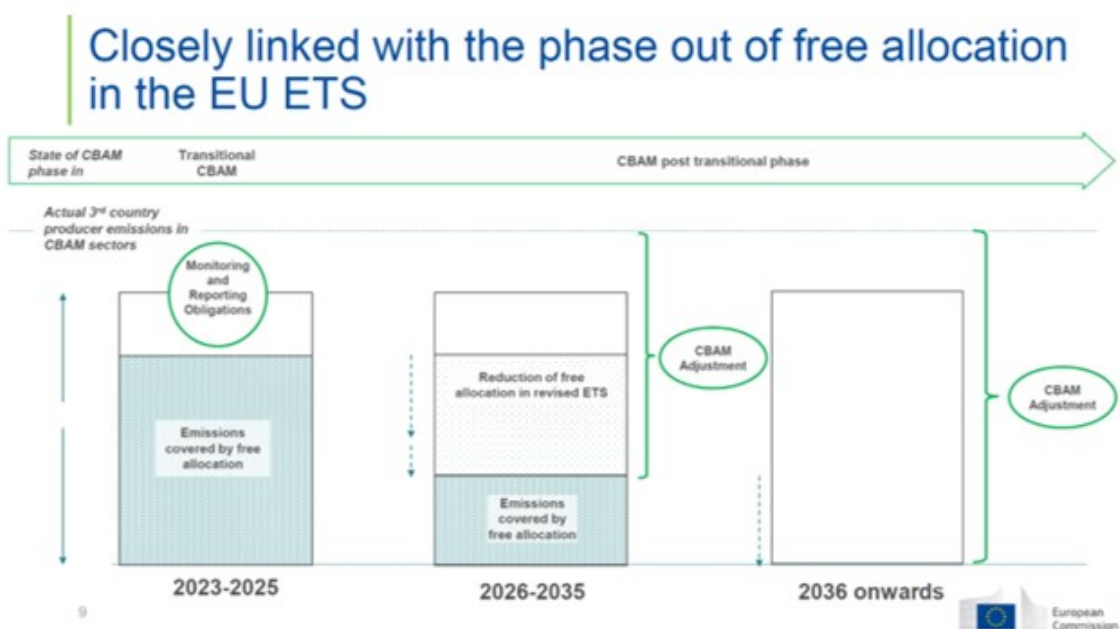 Closely linked with the phase out of free allocation
in the EU ETS
State of CBAM
phase in
Transitional
CBAM
CBAM post transitional phase
Actual 3rd country
producer emissions in
CBAM sectors
Monitoring
and
Reporting
Obligations
Emissions
covered by free
allocation
Reduction of free
allocation in revised ETS
Emissions
covered by
free allocation
CBAM
Adjustment
CBAM
Adjustment
2023-2025
2026-2035
2036 onwards
9
European
Commission